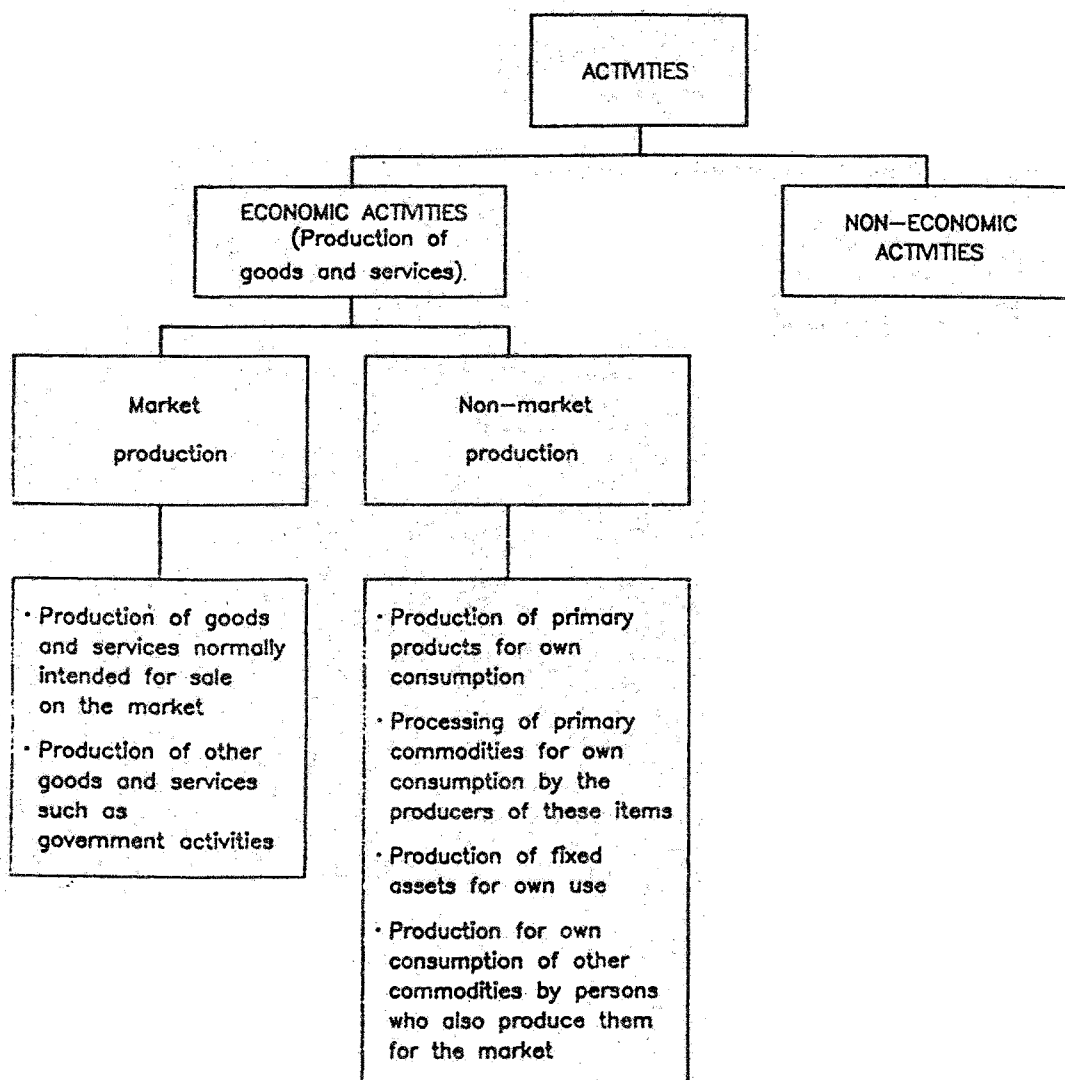 ACTIVITIES
ECONOMIC ACTIVITIES
(Production of
goods and services).
NON-ECONOMIC
ACTIVITIES
Market
production
Non-market
production
· Production of goods
and services normally
intended for sale
on the market
· Production of other
goods and services
such as
government activities
· Production of primary
products for own
consumption
· Processing of primary
commodities for own
consumption by the
producers of these items
· Production of fixed
assets for own use
· Production for own
consumption of other
commodities by persons
who also produce them
for the market